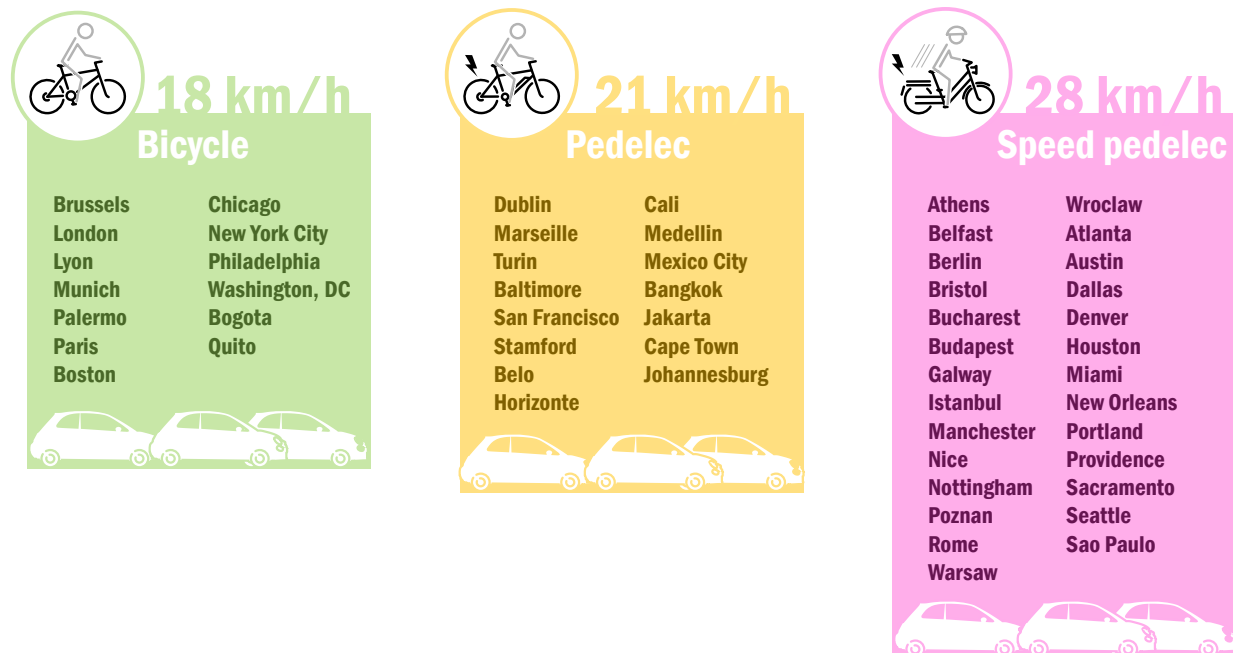 18 km/h
Bicycle
Brussels
London
Lyon
Munich
Palermo
Paris
Boston
Chicago
New York City
Philadelphia
Washington, DC
Bogota
Quito
21 km/h
Pedelec
Dublin
Marseille
Turin
Baltimore
San Francisco
Stamford
Belo
Horizonte
Cali
Medellin
Mexico City
Bangkok
Jakarta
Cape Town
Johannesburg
28 km/h
Speed pedelec
Athens
Belfast
Berlin
Bristol
Bucharest
Budapest
Galway
Istanbul
Manchester
Nice
Nottingham
Poznan
Rome
Warsaw
Wroclaw
Atlanta
Austin
Dallas
Denver
Houston
Miami
New Orleans
Portland
Providence
Sacramento
Seattle
Sao Paulo